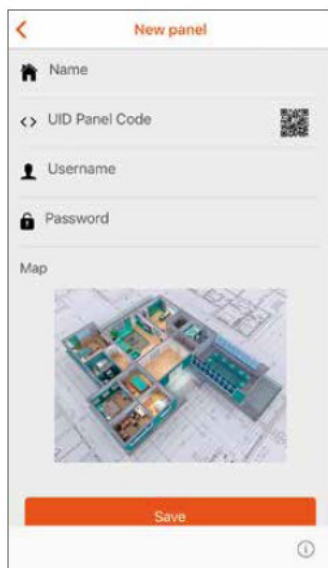 New panel
Name
<> UID Panel Code
Username
Password
Map
Save